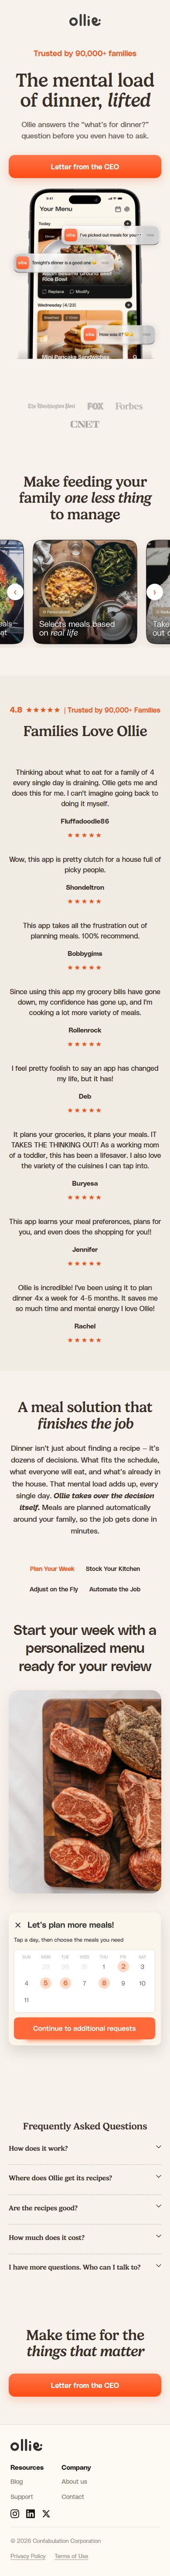 ollie
Trusted by 90,000+ families
The mental load
of dinner, lifted
Ollie answers the “what's for dinner?”
question before you even have to ask.
Letter from the CEO
Your Menu
Today
Dinner
I've picked out meals for your
Tonight's dinner is a good one
Rice Bowl
Replace
Modify
Wednesday (4/23)
How was it?
Mini Pancake Sandwiches
The Washington Post
FOX
Forbes
CNET
Make feeding your
family one less thing
to manage
Selects meals based
on real life
Take
out o
4.8 ★★★★★ | Trusted by 90,000+ Families
Families Love Ollie
Thinking about what to eat for a family of 4
every single day is draining. Ollie gets me and
does this for me. I can't imagine going back to
doing it myself.
Fluffadoodle86
★★★★★
Wow, this app is pretty clutch for a house full of
picky people.
Shondeltron
★★★★★
This app takes all the frustration out of
planning meals. 100% recommend.
Bobbygims
★★★★★
Since using this app my grocery bills have gone
down, my confidence has gone up, and I'm
cooking a lot more variety of meals.
Rollenrock
★★★★★
I feel pretty foolish to say an app has changed
my life, but it has!
Deb
★★★★★
It plans your groceries, it plans your meals. IT
TAKES THE THINKING OUT! As a working mom
of a toddler, this has been a lifesaver. I also love
the variety of the cuisines I can tap into.
Buryesa
★★★★★
This app learns your meal preferences, plans for
you, and even does the shopping for you!!
Jennifer
★★★★★
Ollie is incredible! I've been using it to plan
dinner 4x a week for 4-5 months. It saves me
so much time and mental energy I love Ollie!
Rachel
★★★★★
A meal solution that
finishes the job
Dinner isn't just about finding a recipe – it's
dozens of decisions. What fits the schedule,
what everyone will eat, and what's already in
the house. That mental load adds up, every
single day. Ollie takes over the decision
itself. Meals are planned automatically
around your family, so the job gets done in
minutes.
Plan Your Week
Stock Your Kitchen
Adjust on the Fly
Automate the Job
Start your week with a
personalized menu
ready for your review
Let's plan more meals!
Tap a day, then choose the meals you need
SUN MON TUE WED THU FRI SAT
29 30 31 1 2 3
4 5 6 7 8 9 10
11
Continue to additional requests
Frequently Asked Questions
How does it work?
Where does Ollie get its recipes?
Are the recipes good?
How much does it cost?
I have more questions. Who can I talk to?
Make time for the
things that matter
Letter from the CEO
ollie
Resources
Company
Blog
About us
Support
Contact
© 2026 Confabulation Corporation
Privacy Policy
Terms of Use